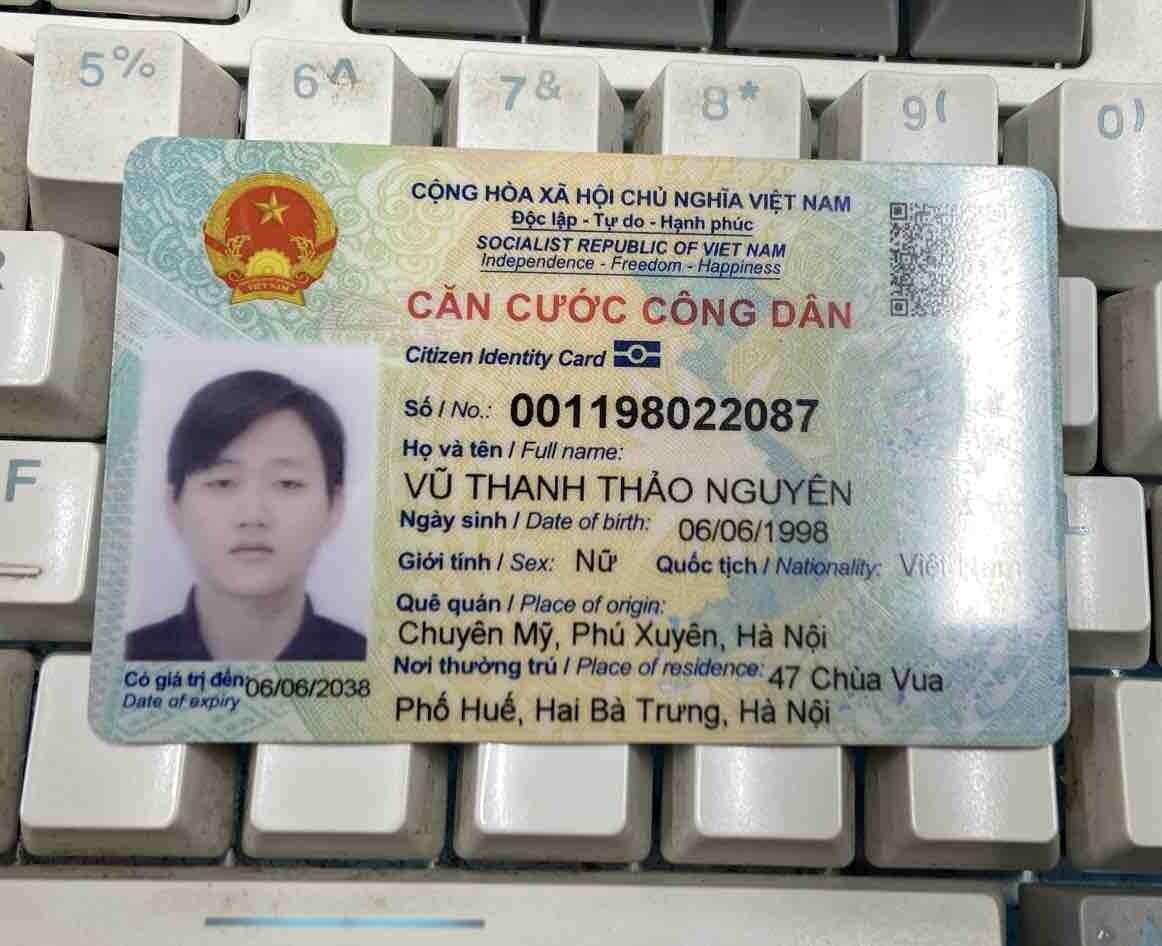 5%
6^
7&
8*
9(
0)
R
F
CỘNG HÒA XÃ HỘI CHỦ NGHĨA VIỆT NAM
Độc lập - Tự do - Hạnh phúc
SOCIALIST REPUBLIC OF VIET NAM
Independence - Freedom - Happiness
CĂN CƯỚC CÔNG DÂN
Citizen Identity Card
Số / No.: 001198022087
Họ và tên / Full name:
VŨ THANH THẢO NGUYÊN
Ngày sinh / Date of birth: 06/06/1998
Giới tính / Sex: Nữ Quốc tịch / Nationality: Việt Nam
Quê quán / Place of origin:
Chuyên Mỹ, Phú Xuyên, Hà Nội
Nơi thường trú / Place of residence: 47 Chùa Vua
Phố Huế, Hai Bà Trưng, Hà Nội
Có giá trị đến: 06/06/2038
Date of expiry
VIỆT NAM